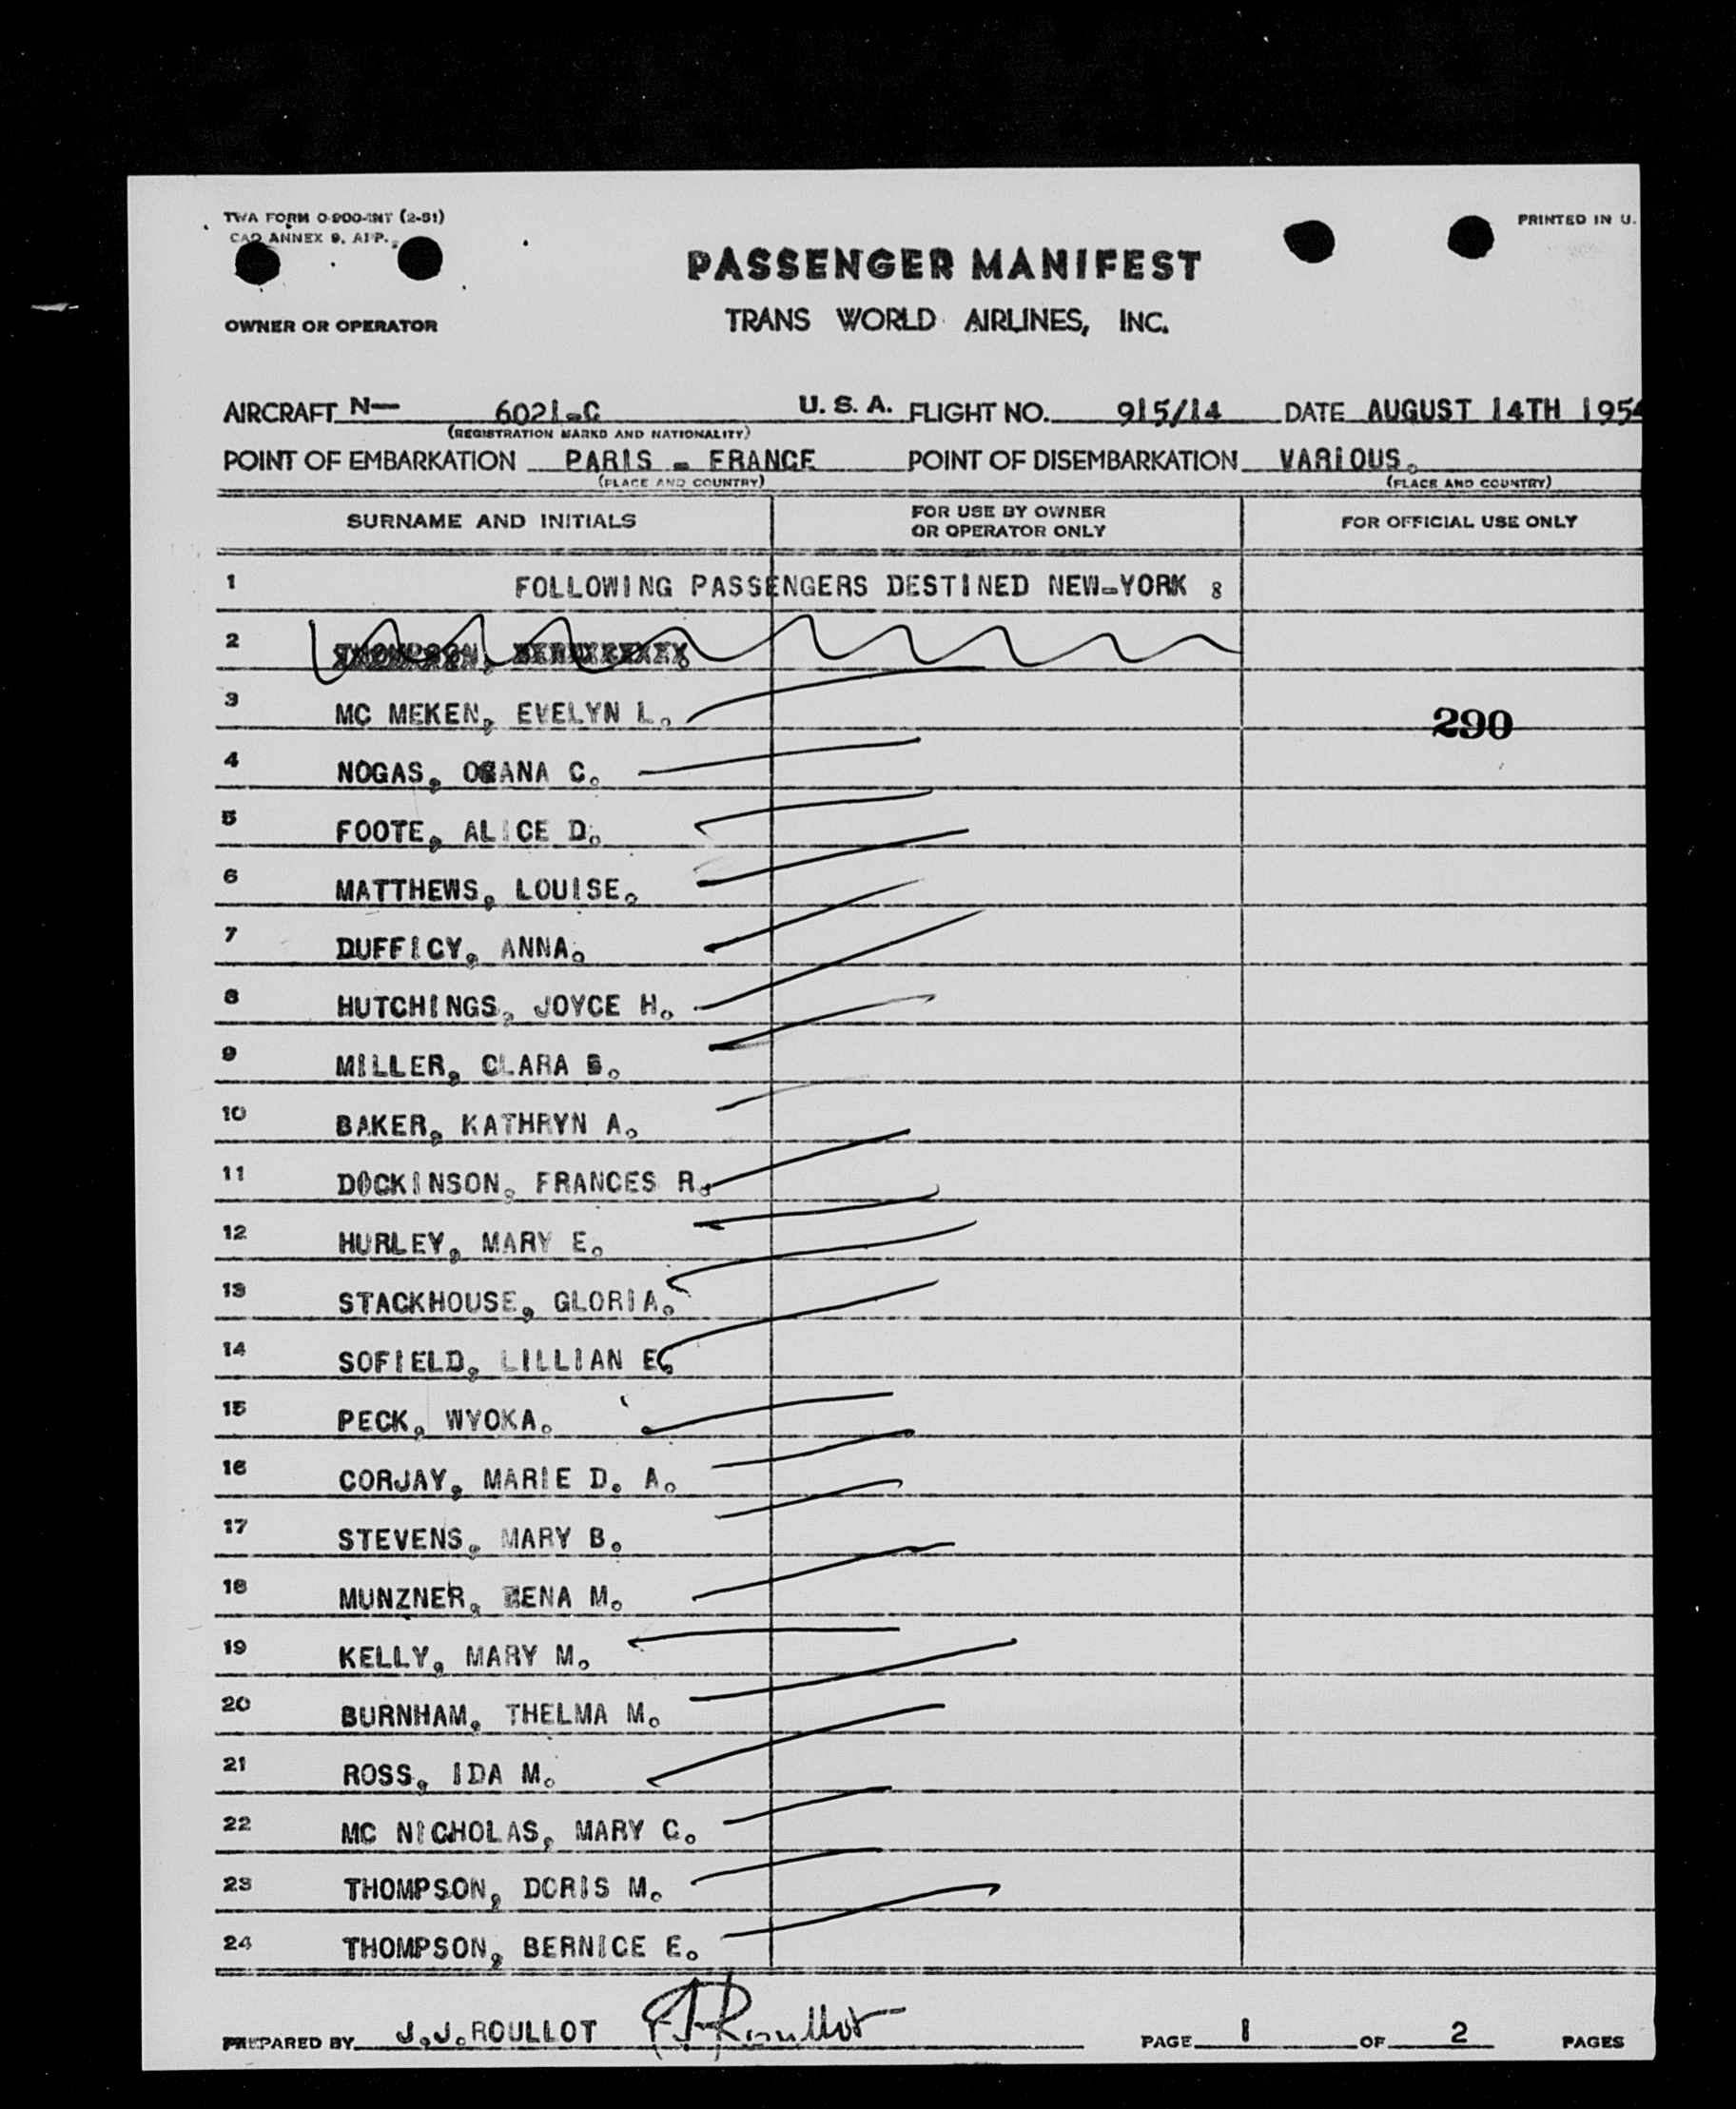 TWA FORM O-900-INT (2-51)
PRINTED IN U.
CAO ANNEX 9, APP.
PASSENGER MANIFEST
OWNER OR OPERATOR
TRANS WORLD AIRLINES, INC.
AIRCRAFT N— 6021-C U. S. A. FLIGHT NO. 915/14 DATE AUGUST 14TH 1954
(REGISTRATION MARKD AND NATIONALITY)
POINT OF EMBARKATION PARIS - FRANCE POINT OF DISEMBARKATION VARIOUS.
(PLACE AND COUNTRY) (PLACE AND COUNTRY)
SURNAME AND INITIALS FOR USE BY OWNER OR OPERATOR ONLY FOR OFFICIAL USE ONLY
1 FOLLOWING PASSENGERS DESTINED NEW-YORK :
2
3 MC MEKEN, EVELYN L.
290
4 NOGAS, C.
5 FOOTE, ALICE D.
6 MATTHEWS, LOUISE.
7 DUFFICY, ANNA.
8 HUTCHINGS, JOYCE H.
9 MILLER, CLARA
10 BAKER, KATHRYN A.
11 DOCKINSON, FRANCES R.
12 HURLEY, MARY E.
13 STACKHOUSE, GLORIA.
14 SOFIELD, LILLIAN E.
15 PECK, WYOKA.
16 CORJAY, MARIE D. A.
17 STEVENS, MARY B.
18 MUNZNER, M.
19 KELLY, MARY M.
20 BURNHAM, THELMA M.
21 ROSS, IDA M.
22 MC NICHOLAS, MARY C.
23 THOMPSON, DORIS M.
24 THOMPSON, BERNICE E.
PREPARED BY J.J.ROULLOT JJRoullot PAGE 1 OF 2 PAGES